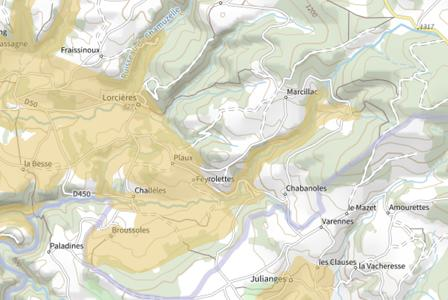 1200
1317
Fraissinoux
Lorcières
Marcillac
D50
la Besse
Plaux
Feyrolettes
Challèles
D450
Chabanoles
le Mazet
Amourettes
Broussoles
Varennes
Paladines
les Clauses
la Vacheresse
Julianges